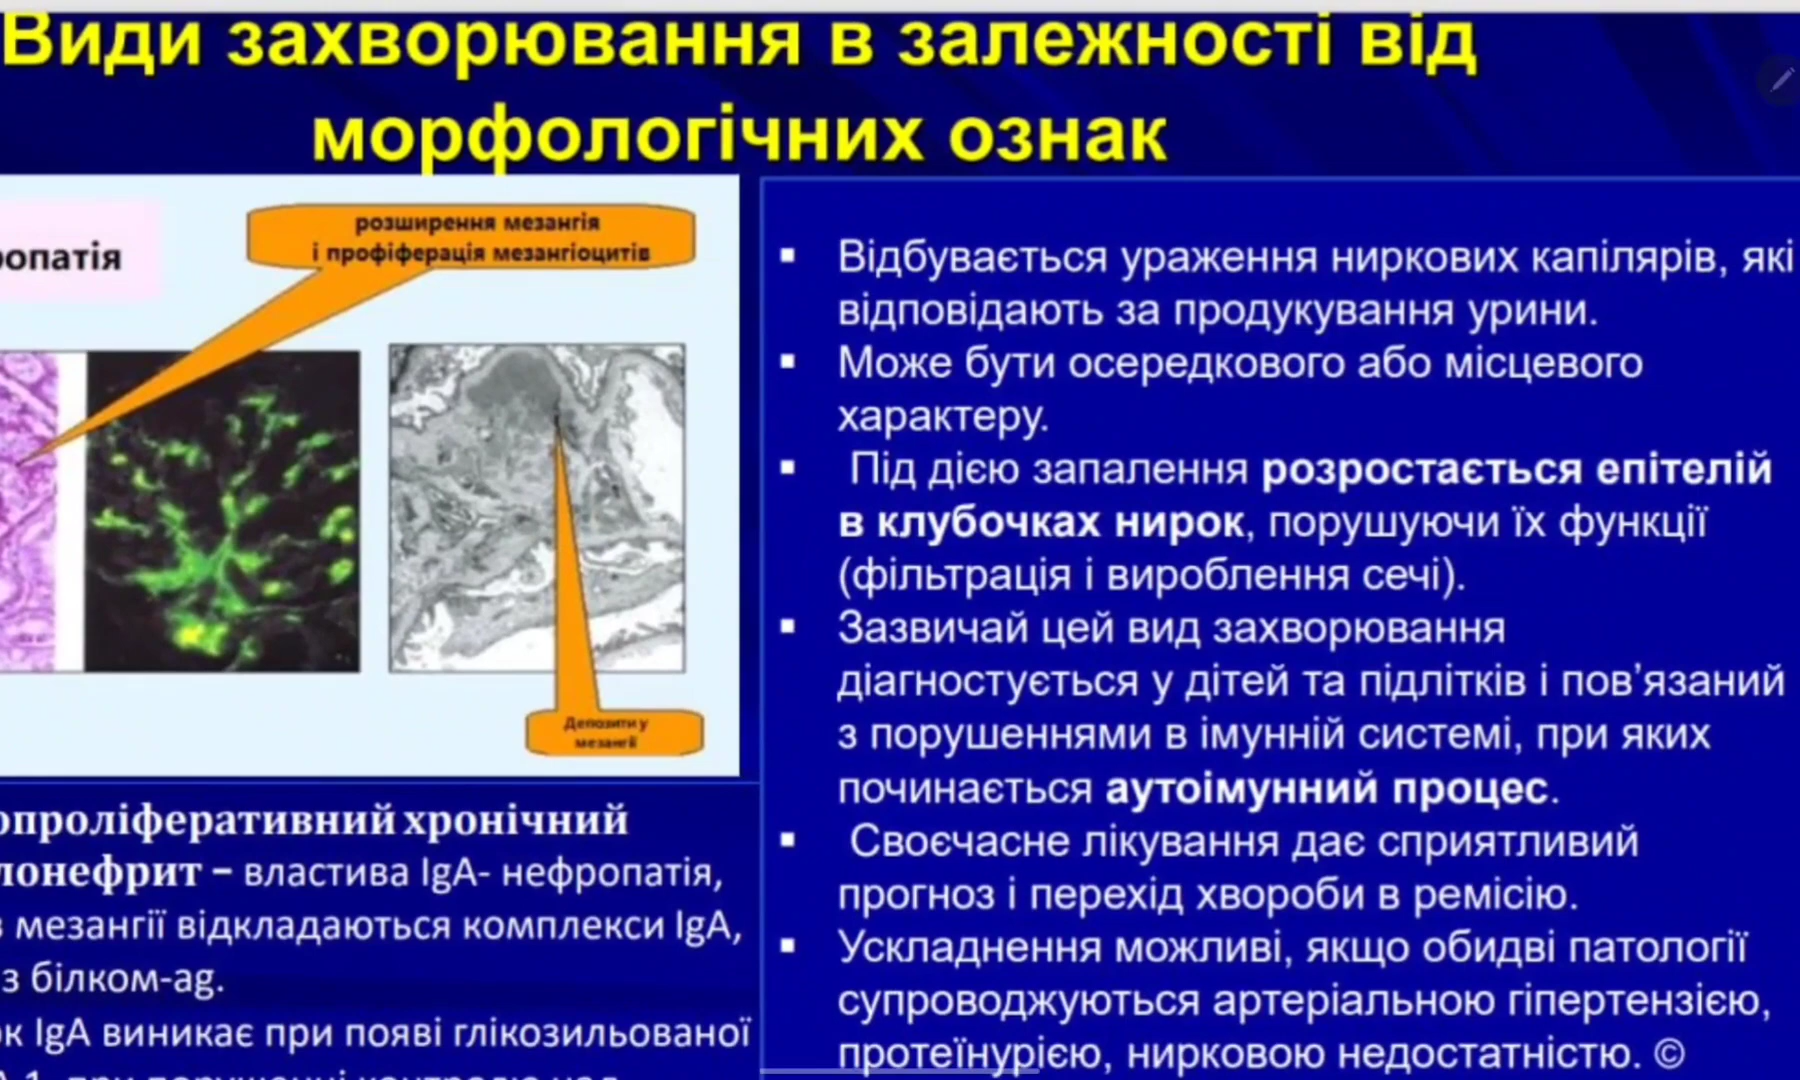 Види захворювання в залежності від
морфологічних ознак
ропатія
розширення мезангія
і профіферація мезангіоцитів
Депозити у
мезангії
опроліферативний хронічний
лонефрит – властива IgA- нефропатія,
в мезангії відкладаються комплекси IgA,
з білком-ag.
ок IgA виникає при появі глікозильованої
Відбувається ураження ниркових капілярів, які
відповідають за продукування урини.
Може бути осередкового або місцевого
характеру.
Під дією запалення розростається епітелій
в клубочках нирок, порушуючи їх функції
(фільтрація і вироблення сечі).
Зазвичай цей вид захворювання
діагностується у дітей та підлітків і пов’язаний
з порушеннями в імунній системі, при яких
починається аутоімунний процес.
Своєчасне лікування дає сприятливий
прогноз і перехід хвороби в ремісію.
Ускладнення можливі, якщо обидві патології
супроводжуються артеріальною гіпертензією,
протеїнурією, нирковою недостатністю. ©